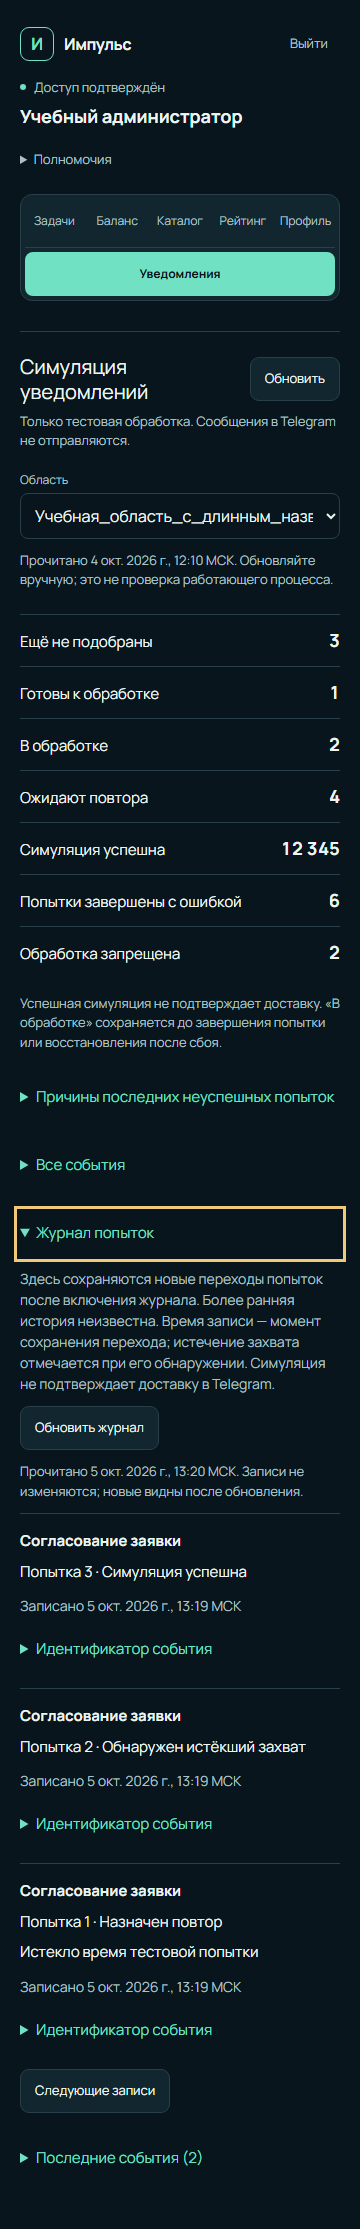 И Импульс Выйти
Доступ подтверждён
Учебный администратор
Полномочия
Задачи Баланс Каталог Рейтинг Профиль
Уведомления
Симуляция
уведомлений
Обновить
Только тестовая обработка. Сообщения в Telegram
не отправляются.
Область
Учебная_область_с_длинным_назв
Прочитано 4 окт. 2026 г., 12:10 МСК. Обновляйте
вручную; это не проверка работающего процесса.
Ещё не подобраны 3
Готовы к обработке 1
В обработке 2
Ожидают повтора 4
Симуляция успешна 12 345
Попытки завершены с ошибкой 6
Обработка запрещена 2
Успешная симуляция не подтверждает доставку. «В
обработке» сохраняется до завершения попытки
или восстановления после сбоя.
Причины последних неуспешных попыток
Все события
Журнал попыток
Здесь сохраняются новые переходы попыток
после включения журнала. Более ранняя
история неизвестна. Время записи — момент
сохранения перехода; истечение захвата
отмечается при его обнаружении. Симуляция
не подтверждает доставку в Telegram.
Обновить журнал
Прочитано 5 окт. 2026 г., 13:20 МСК. Записи не
изменяются; новые видны после обновления.
Согласование заявки
Попытка 3 · Симуляция успешна
Записано 5 окт. 2026 г., 13:19 МСК
Идентификатор события
Согласование заявки
Попытка 2 · Обнаружен истёкший захват
Записано 5 окт. 2026 г., 13:19 МСК
Идентификатор события
Согласование заявки
Попытка 1 · Назначен повтор
Истекло время тестовой попытки
Записано 5 окт. 2026 г., 13:19 МСК
Идентификатор события
Следующие записи
Последние события (2)